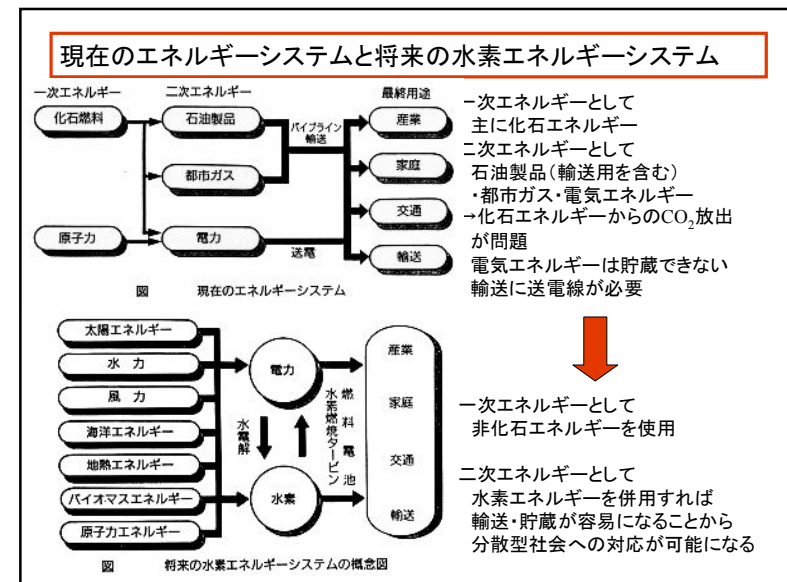 現在のエネルギーシステムと将来の水素エネルギーシステム
一次エネルギー
二次エネルギー
最終用途
化石燃料
石油製品
パイプライン
輸送
産業
都市ガス
家庭
交通
原子力
電力
送電
輸送
図 現在のエネルギーシステム
一次エネルギーとして
主に化石エネルギー
二次エネルギーとして
石油製品(輸送用を含む)
・都市ガス・電気エネルギー
→化石エネルギーからのCO₂放出
が問題
電気エネルギーは貯蔵できない
輸送に送電線が必要
太陽エネルギー
水 力
風 力
海洋エネルギー
地熱エネルギー
バイオマスエネルギー
原子力エネルギー
電力
水電解
水素燃焼タービン
燃料電池
水素
産業
家庭
交通
輸送
図 将来の水素エネルギーシステムの概念図
一次エネルギーとして
非化石エネルギーを使用
二次エネルギーとして
水素エネルギーを併用すれば
輸送・貯蔵が容易になることから
分散型社会への対応が可能になる